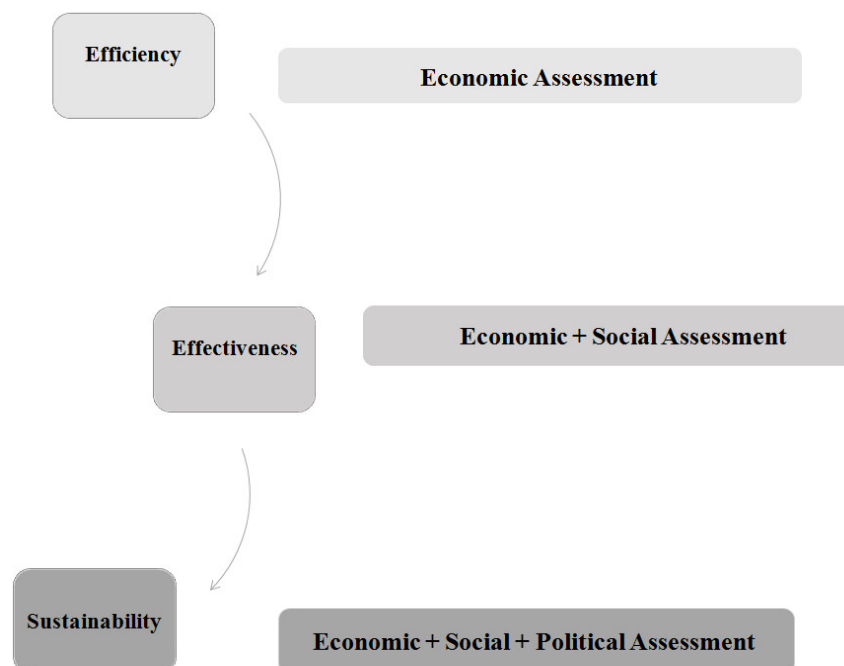 Efficiency
Economic Assessment
Effectiveness
Economic + Social Assessment
Sustainability
Economic + Social + Political Assessment